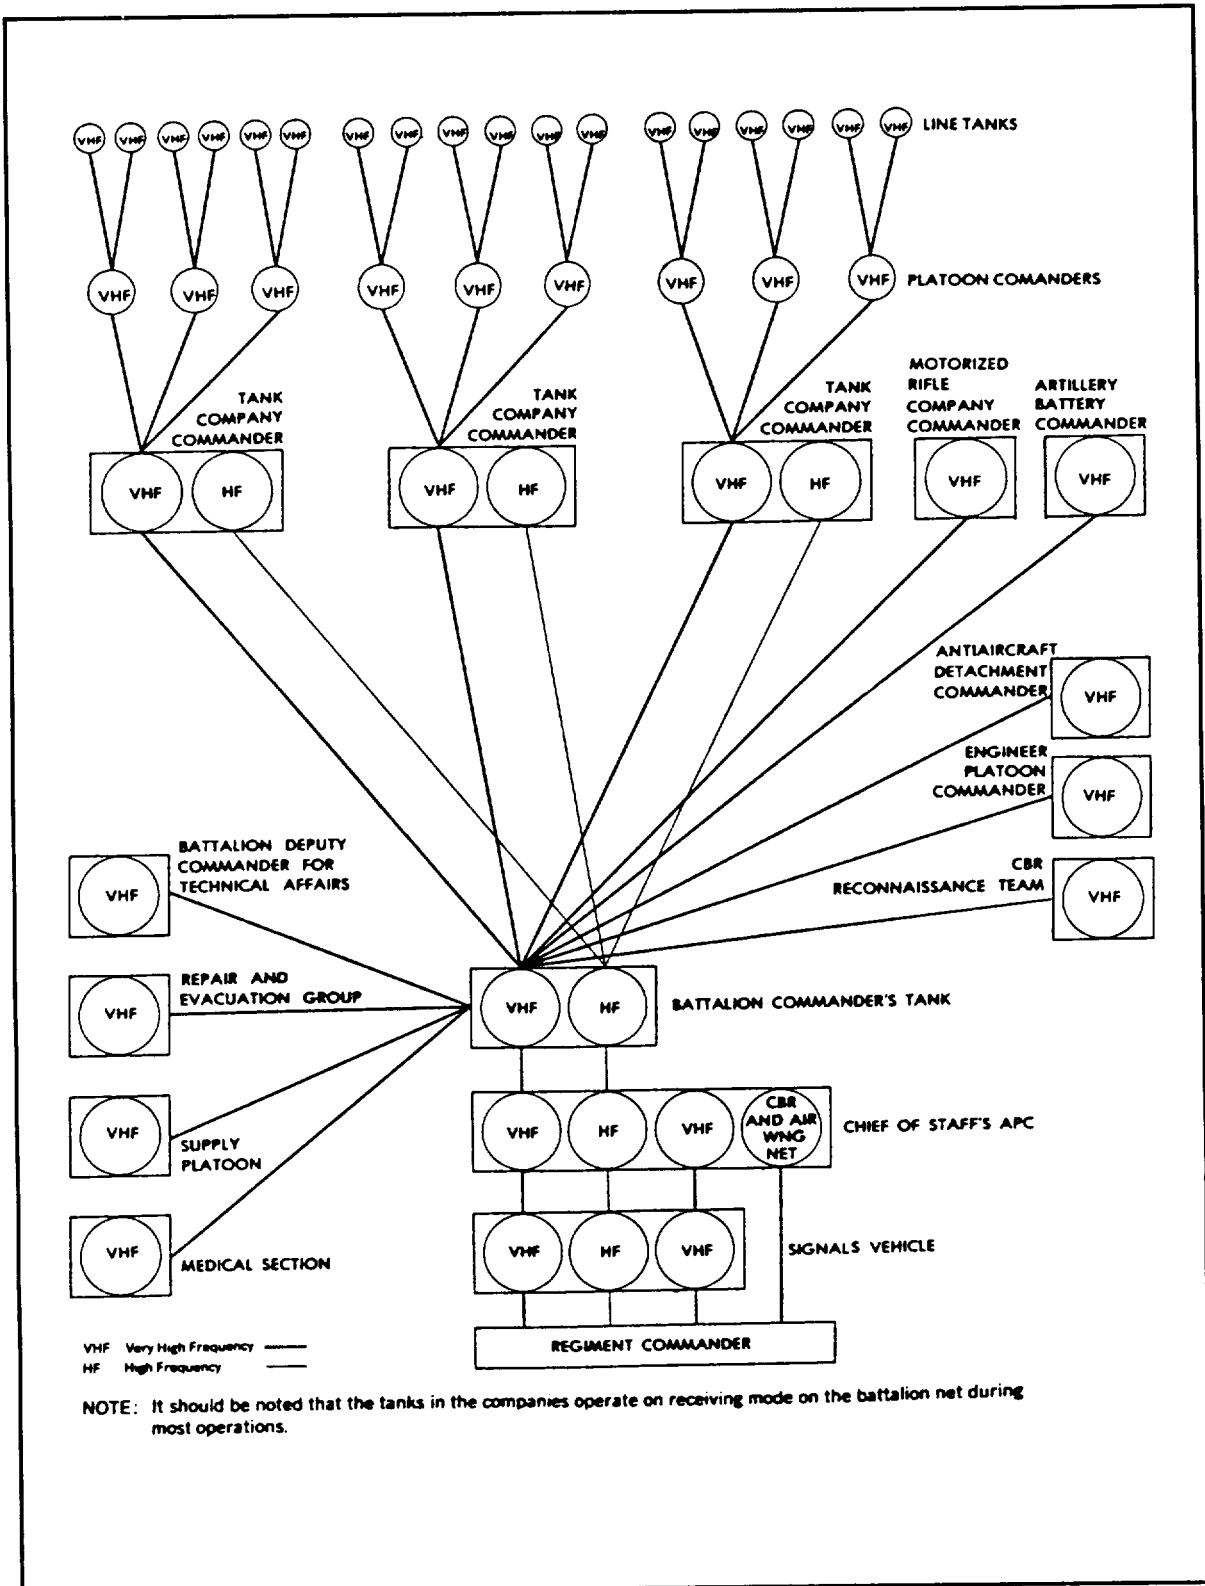 VHF VHF VHF VHF VHF VHF VHF VHF VHF VHF VHF VHF VHF VHF VHF VHF VHF VHF LINE TANKS
VHF VHF VHF VHF VHF VHF VHF VHF VHF PLATOON COMANDERS
TANK
COMPANY
COMMANDER
VHF HF
TANK
COMPANY
COMMANDER
VHF HF
TANK
COMPANY
COMMANDER
VHF HF
MOTORIZED
RIFLE
COMPANY
COMMANDER
VHF
ARTILLERY
BATTERY
COMMANDER
VHF
ANTIAIRCRAFT
DETACHMENT
COMMANDER
VHF
ENGINEER
PLATOON
COMMANDER
VHF
CBR
RECONNAISSANCE TEAM
VHF
BATTALION DEPUTY
COMMANDER FOR
TECHNICAL AFFAIRS
VHF
REPAIR AND
EVACUATION GROUP
VHF
SUPPLY
PLATOON
VHF
MEDICAL SECTION
VHF
VHF HF BATTALION COMMANDER'S TANK
VHF HF VHF
CBR
AND AIR
WNG
NET
CHIEF OF STAFF'S APC
VHF HF VHF SIGNALS VEHICLE
REGIMENT COMMANDER
VHF Very High Frequency
HF High Frequency
NOTE: It should be noted that the tanks in the companies operate on receiving mode on the battalion net during
most operations.